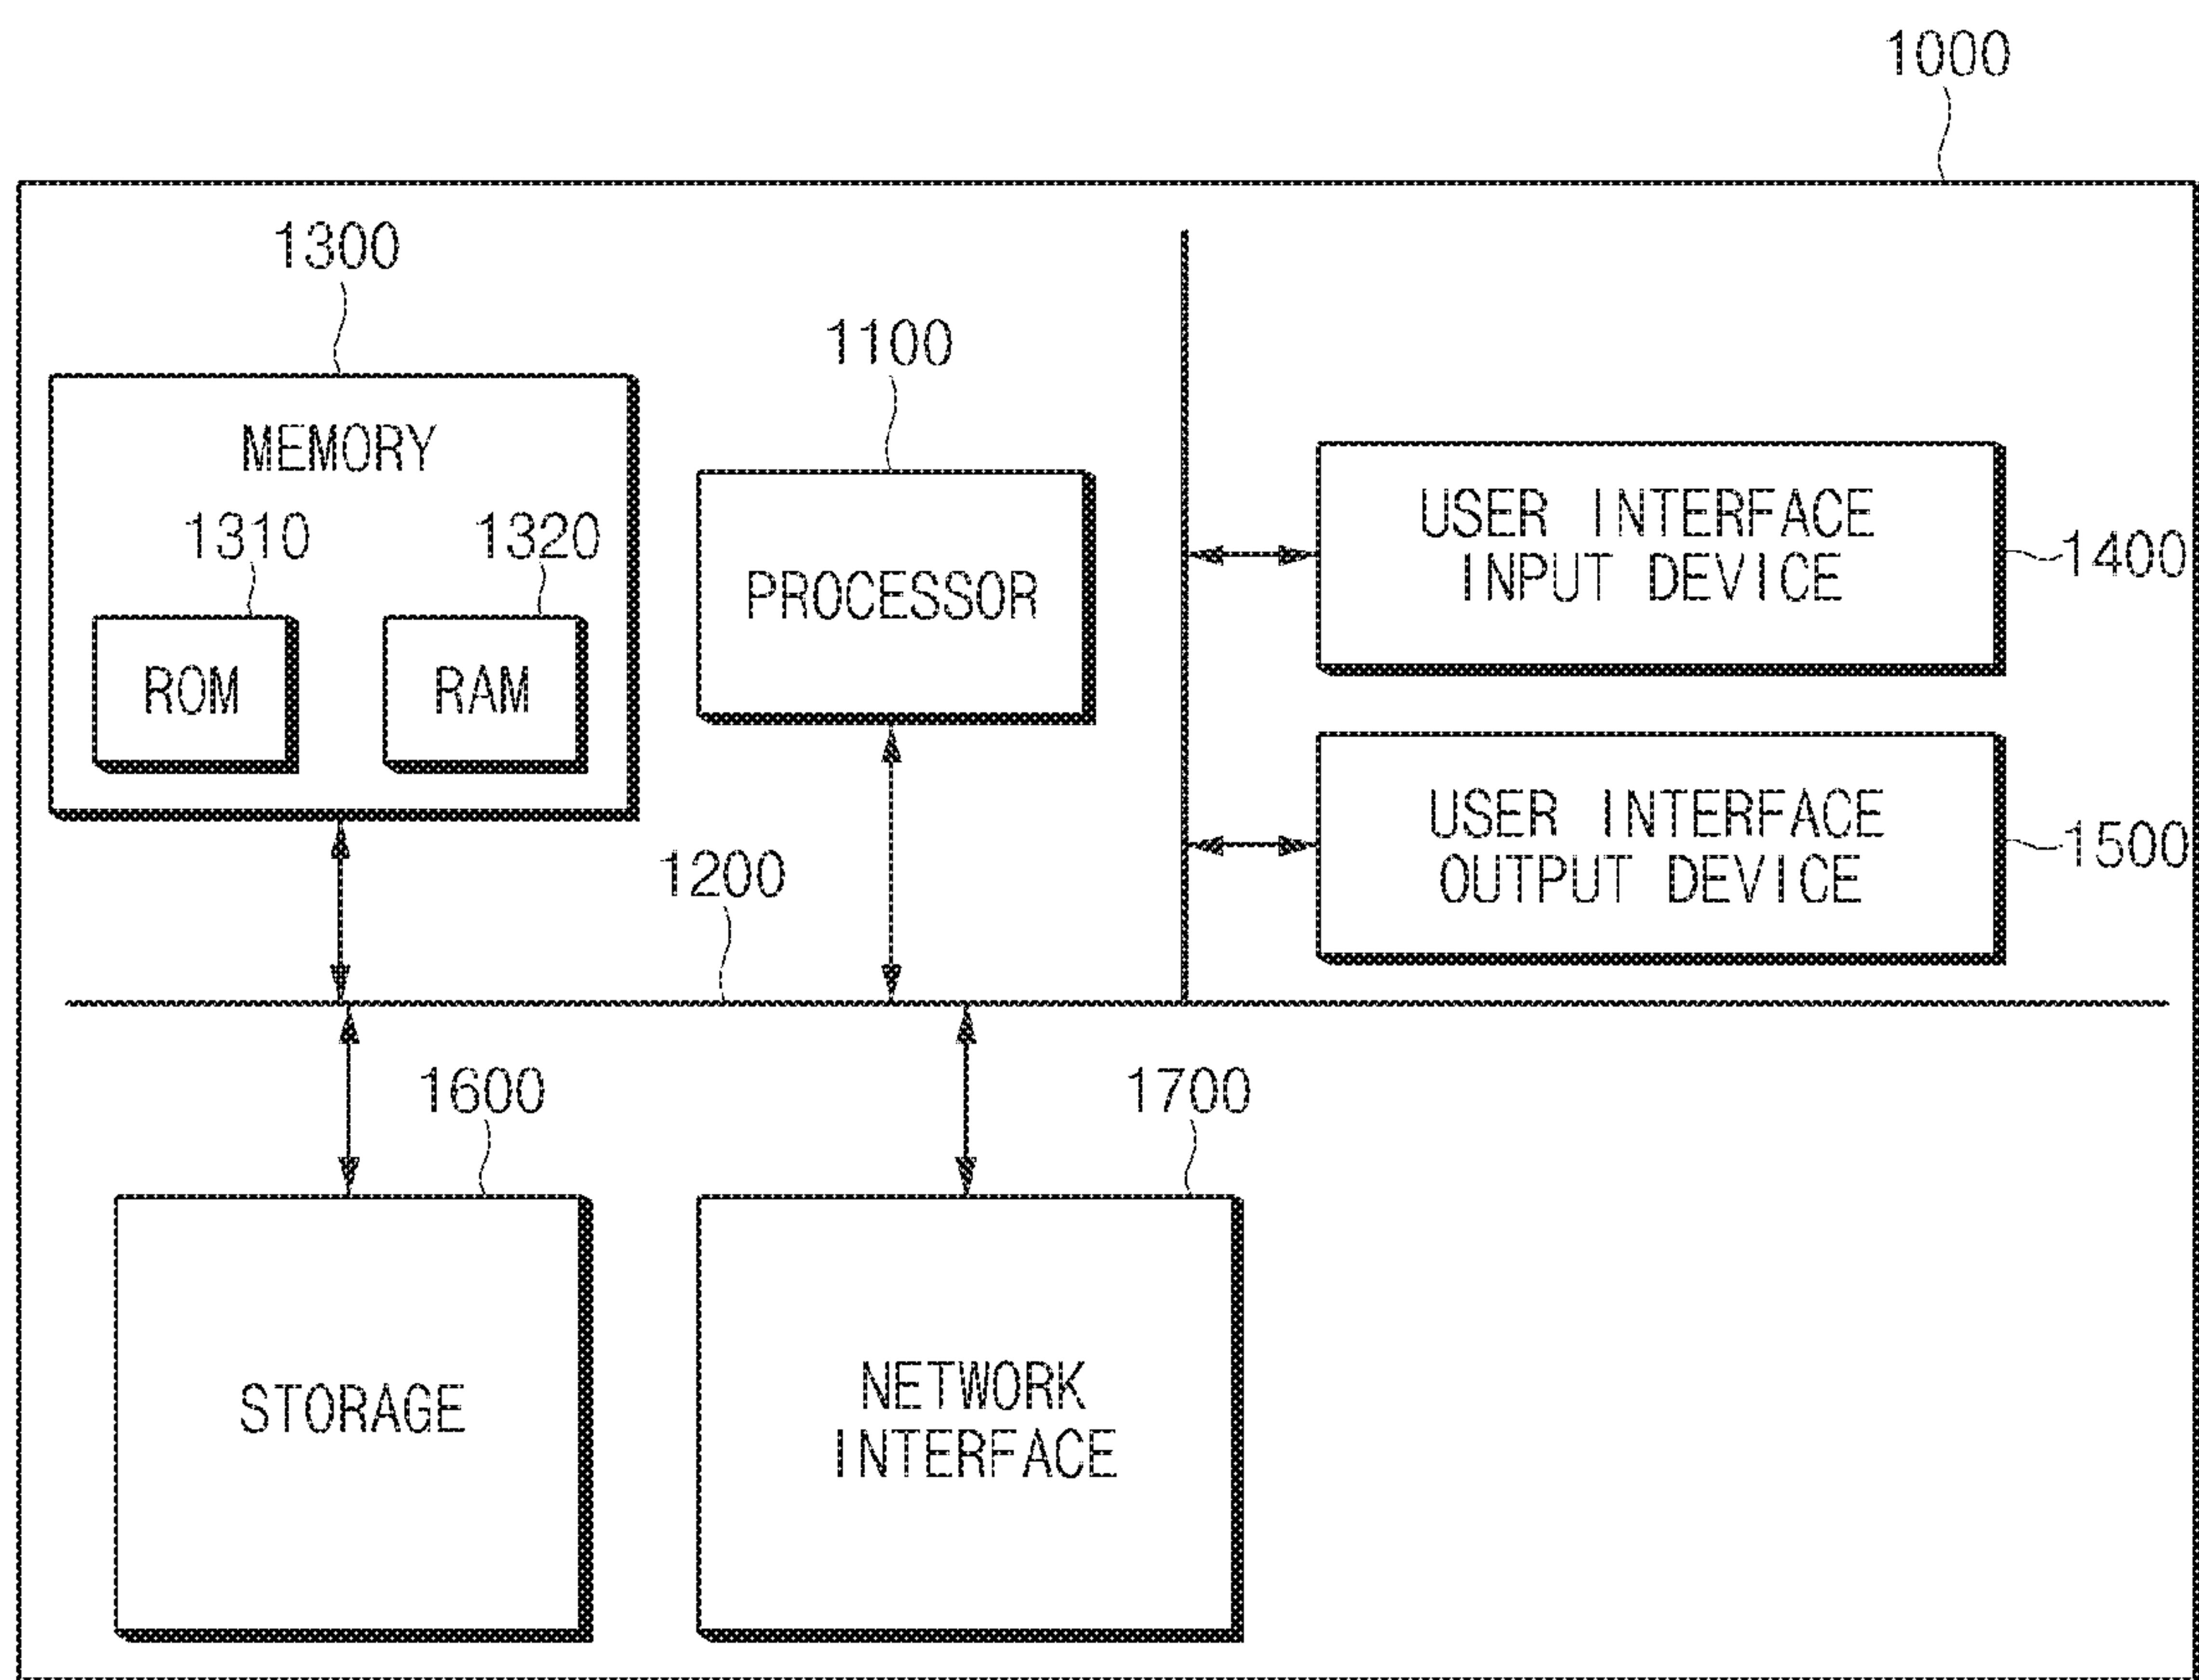 1000
1300
1100
MEMORY
1310
1320
ROM
RAM
PROCESSOR
USER INTERFACE
INPUT DEVICE
1400
USER INTERFACE
OUTPUT DEVICE
1500
1200
1600
1700
STORAGE
NETWORK
INTERFACE